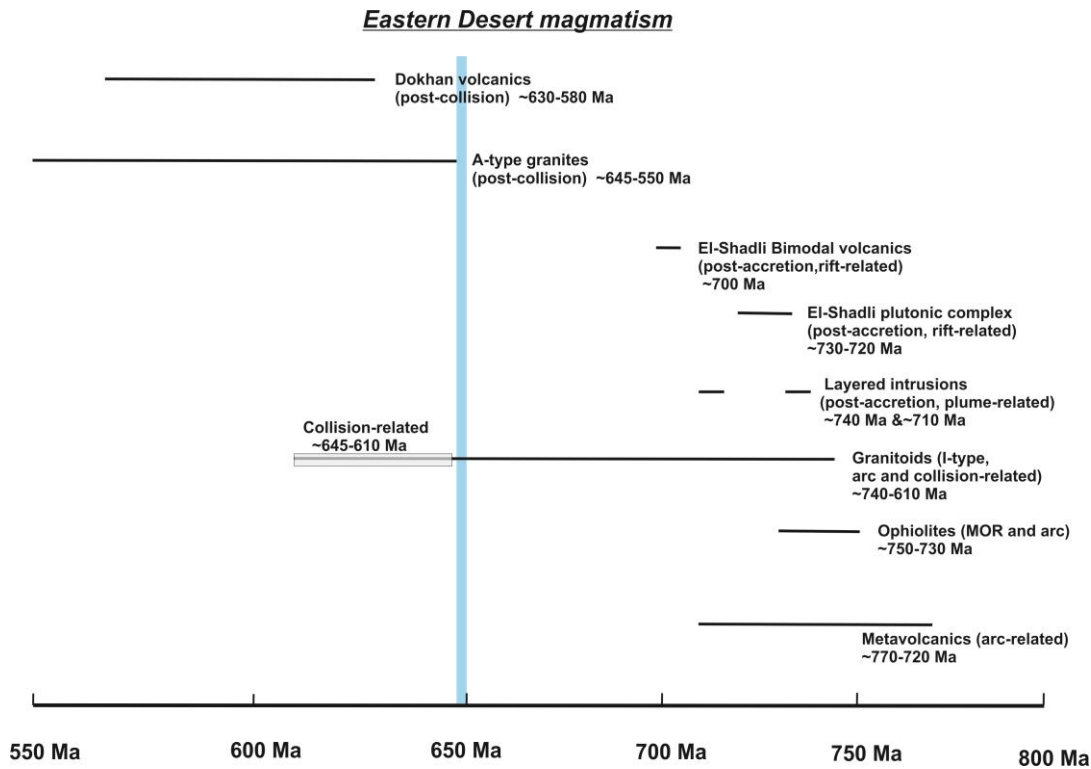 Eastern Desert magmatism
Dokhan volcanics
(post-collision) ~630-580 Ma
A-type granites
(post-collision) ~645-550 Ma
El-Shadli Bimodal volcanics
(post-accretion,rift-related)
~700 Ma
El-Shadli plutonic complex
(post-accretion, rift-related)
~730-720 Ma
Layered intrusions
(post-accretion, plume-related)
~740 Ma &~710 Ma
Collision-related
~645-610 Ma
Granitoids (I-type,
arc and collision-related)
~740-610 Ma
Ophiolites (MOR and arc)
~750-730 Ma
Metavolcanics (arc-related)
~770-720 Ma
550 Ma 600 Ma 650 Ma 700 Ma 750 Ma 800 Ma